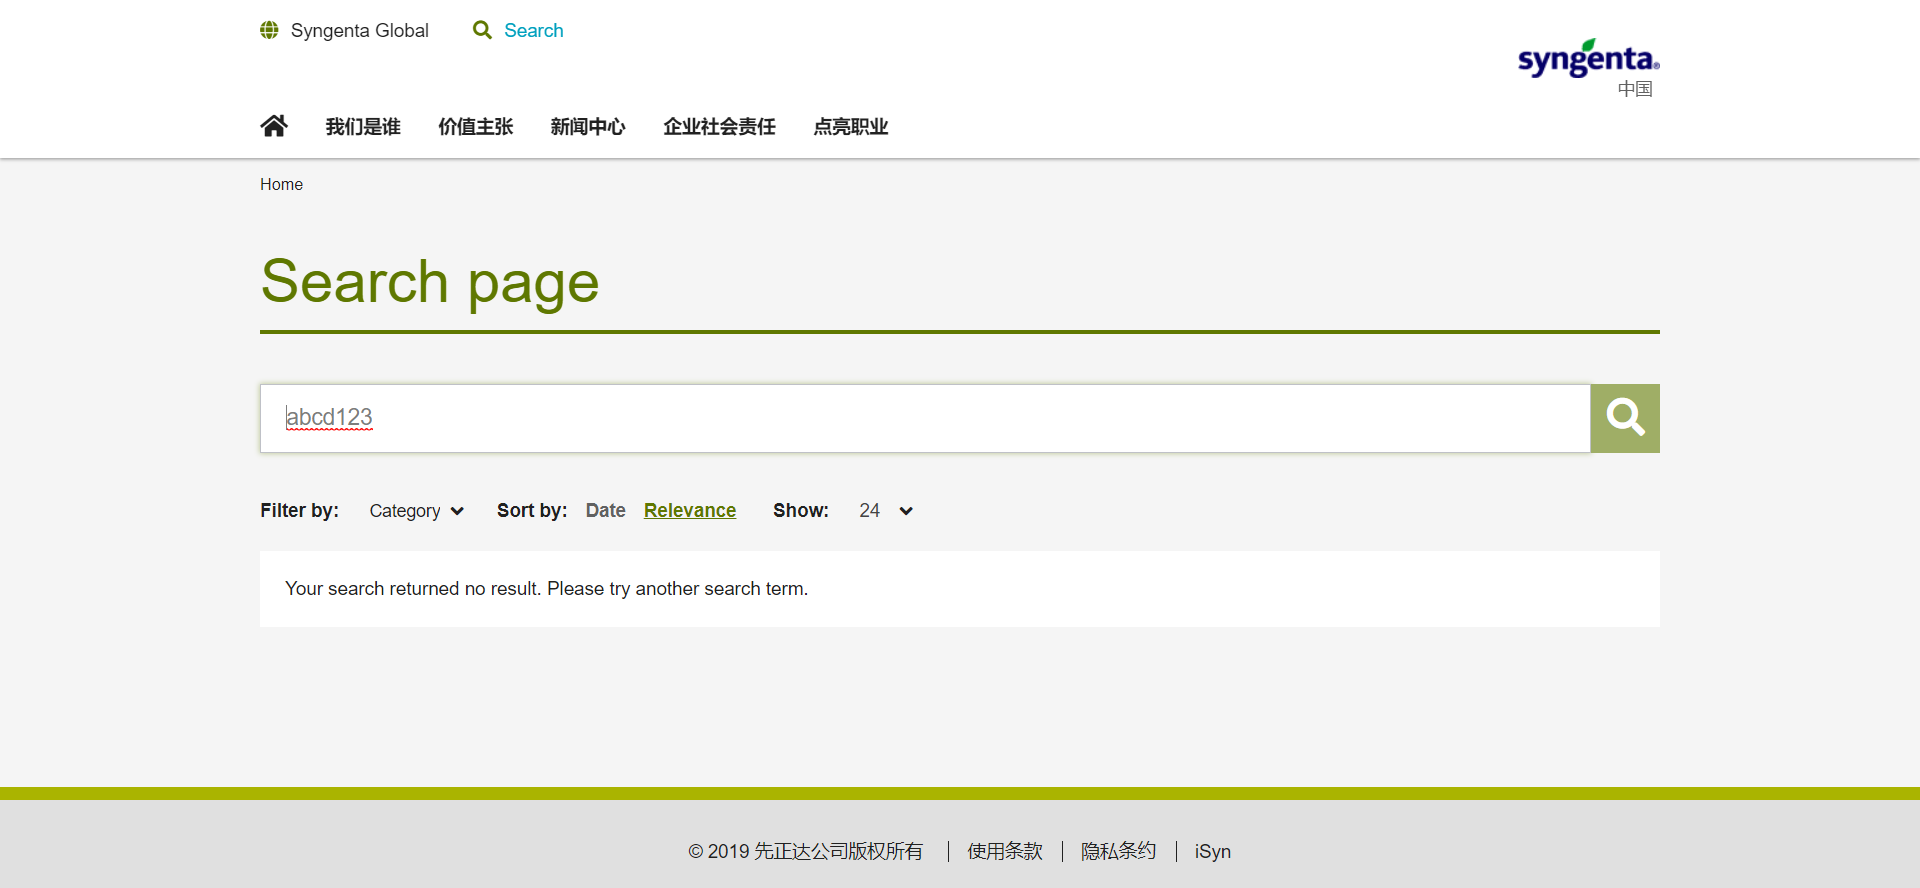 Syngenta Global Search
syngenta®
中国
我们是谁 价值主张 新闻中心 企业社会责任 点亮职业
Home
Search page
abcd123
Filter by: Category Sort by: Date Relevance Show: 24
Your search returned no result. Please try another search term.
© 2019 先正达公司版权所有 | 使用条款 | 隐私条约 | iSyn